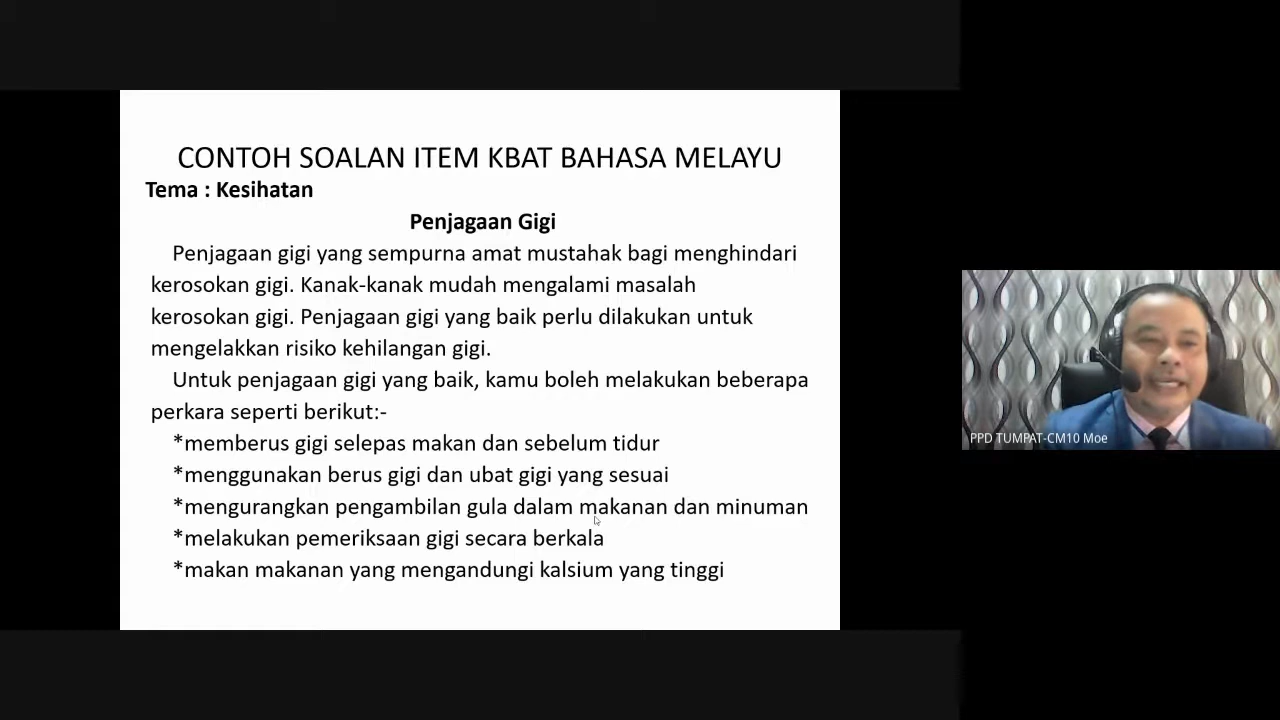 CONTOH SOALAN ITEM KBAT BAHASA MELAYU
Tema : Kesihatan
Penjagaan Gigi
Penjagaan gigi yang sempurna amat mustahak bagi menghindari
kerosokan gigi. Kanak-kanak mudah mengalami masalah
kerosokan gigi. Penjagaan gigi yang baik perlu dilakukan untuk
mengelakkan risiko kehilangan gigi.
Untuk penjagaan gigi yang baik, kamu boleh melakukan beberapa
perkara seperti berikut:-
*memberus gigi selepas makan dan sebelum tidur
*menggunakan berus gigi dan ubat gigi yang sesuai
*mengurangkan pengambilan gula dalam makanan dan minuman
*melakukan pemeriksaan gigi secara berkala
*makan makanan yang mengandungi kalsium yang tinggi
PPD TUMPAT-CM10 Moe